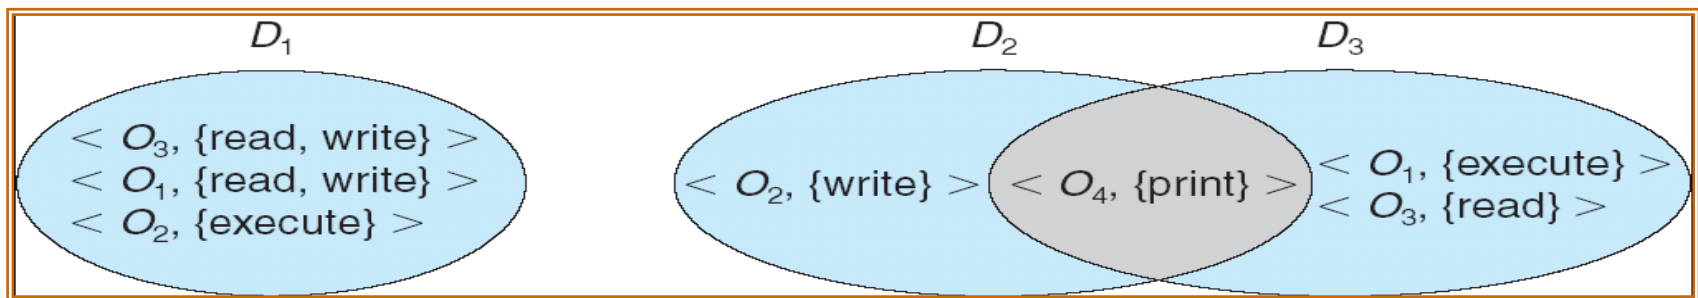 D₁
D₂
D₃
< O₃, {read, write} >
< O₁, {read, write} >
< O₂, {execute} >
< O₂, {write} >
< O₄, {print} >
< O₁, {execute} >
< O₃, {read} >